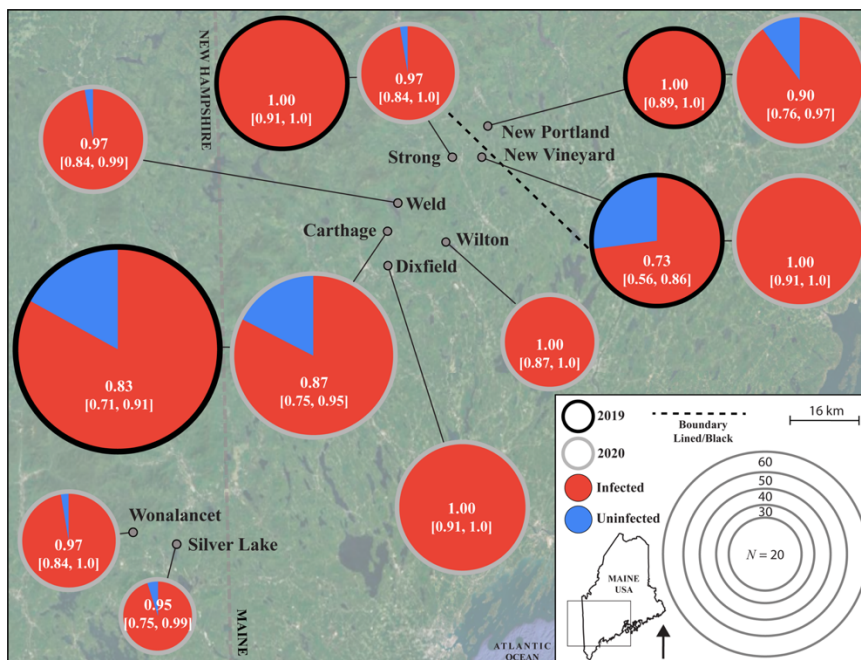 NEW HAMPSHIRE
1.00
[0.91, 1.0]
0.97
[0.84, 1.0]
1.00
[0.89, 1.0]
0.90
[0.76, 0.97]
0.97
[0.84, 0.99]
New Portland
Strong
New Vineyard
Weld
Carthage
Wilton
Dixfield
0.73
[0.56, 0.86]
1.00
[0.91, 1.0]
1.00
[0.87, 1.0]
0.83
[0.71, 0.91]
0.87
[0.75, 0.95]
1.00
[0.91, 1.0]
Wonalancet
0.97
[0.84, 1.0]
Silver Lake
0.95
[0.75, 0.99]
MAINE
ATLANTIC
OCEAN
2019
2020
Infected
Uninfected
Boundary
Lined/Black
16 km
60
50
40
30
N = 20
MAINE
USA